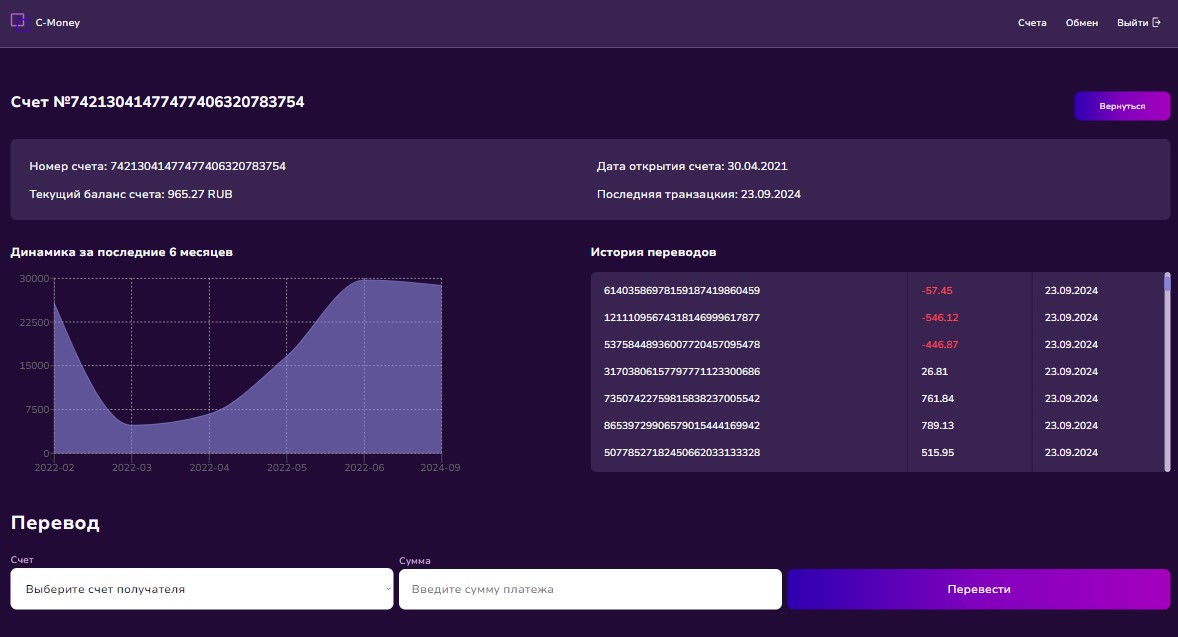 C-Money
Счета Обмен Выйти
Счет №74213041477477406320783754
Вернуться
Номер счета: 74213041477477406320783754
Дата открытия счета: 30.04.2021
Текущий баланс счета: 965.27 RUB
Последняя транзакция: 23.09.2024
Динамика за последние 6 месяцев
30000
22500
15000
7500
0
2022-02 2022-03 2022-04 2022-05 2022-06 2024-09
История переводов
61403586978159187419860459 -57.45 23.09.2024
12111095674318146999617877 -546.12 23.09.2024
53758448936007720457095478 -446.87 23.09.2024
31703806157797771123300686 26.81 23.09.2024
73507422759815838237005542 761.84 23.09.2024
86539729906579015444169942 789.13 23.09.2024
50778527182450662033133328 515.95 23.09.2024
Перевод
Счет
Выберите счет получателя
Сумма
Введите сумму платежа
Перевести